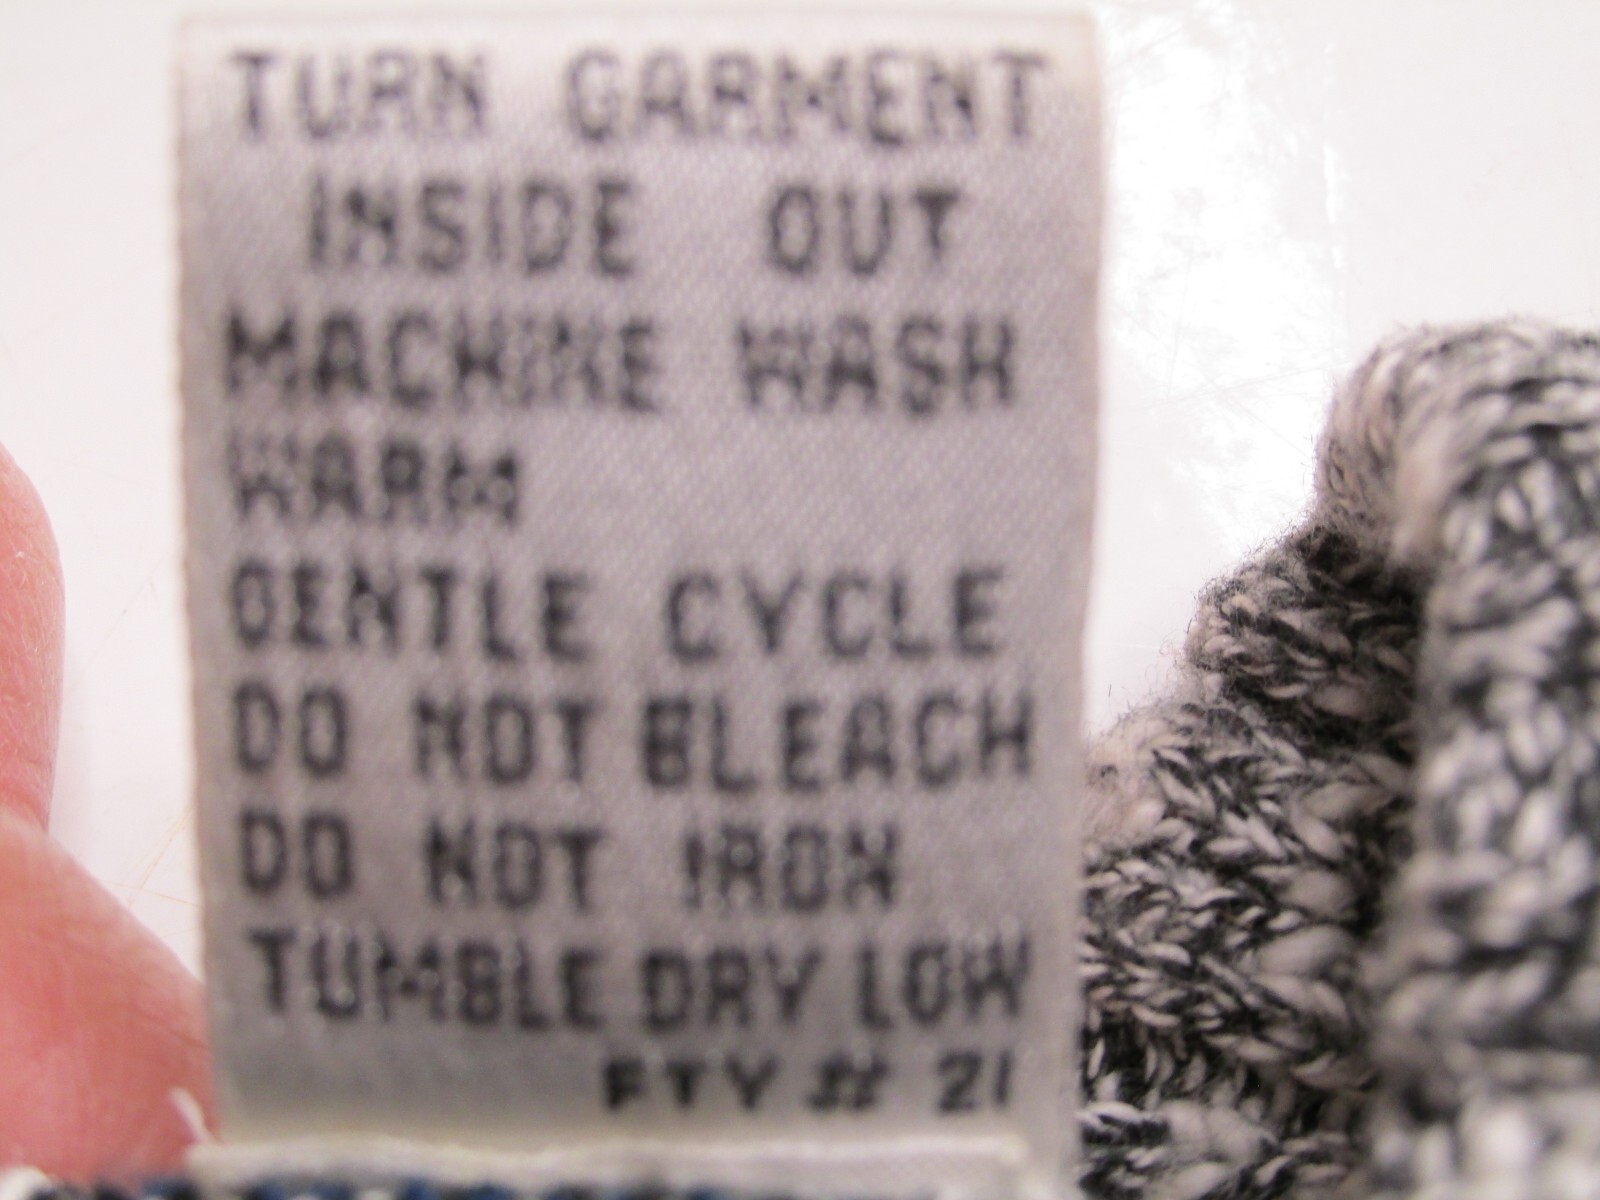 TURN GARMENT
INSIDE OUT
MACHINE WASH
WARM
GENTLE CYCLE
DO NOT BLEACH
DO NOT IRON
TUMBLE DRY LOW
FTY # 21